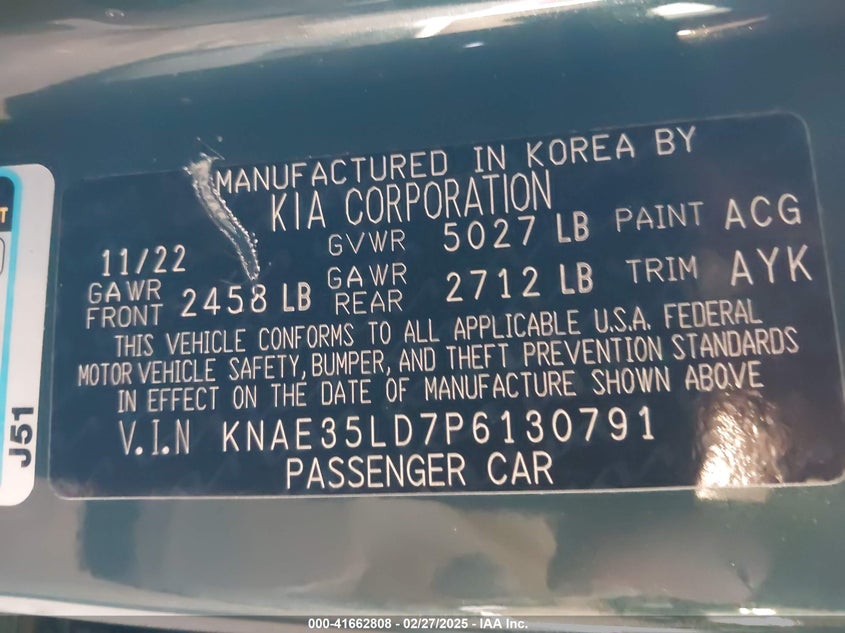 MANUFACTURED IN KOREA BY
KIA CORPORATION
11/22 GVWR 5027 LB PAINT ACG
GAWR FRONT 2458 LB GAWR REAR 2712 LB TRIM AYK
THIS VEHICLE CONFORMS TO ALL APPLICABLE U.S.A. FEDERAL
MOTOR VEHICLE SAFETY, BUMPER, AND THEFT PREVENTION STANDARDS
IN EFFECT ON THE DATE OF MANUFACTURE SHOWN ABOVE
V.I.N KNAE35LD7P6130791
PASSENGER CAR
J51
000-41662808 - 02/27/2025 - IAA Inc.